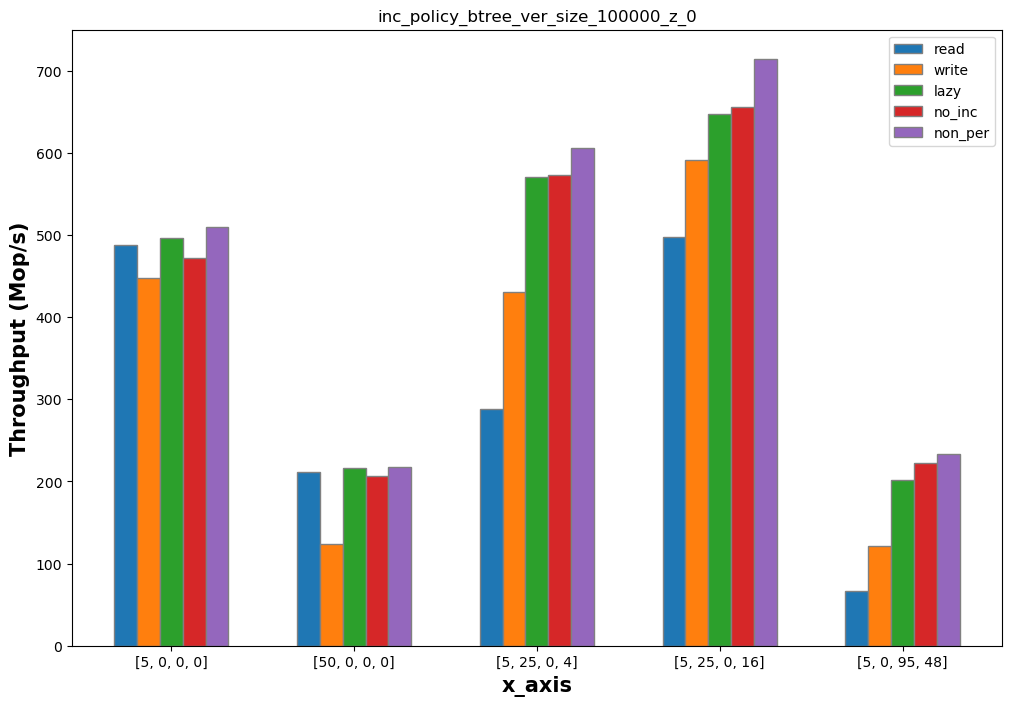 inc_policy_btree_ver_size_100000_z_0
Throughput (Mop/s)
700
600
500
400
300
200
100
0
read
write
lazy
no_inc
non_per
[5, 0, 0, 0]
[50, 0, 0, 0]
[5, 25, 0, 4]
[5, 25, 0, 16]
[5, 0, 95, 48]
x_axis